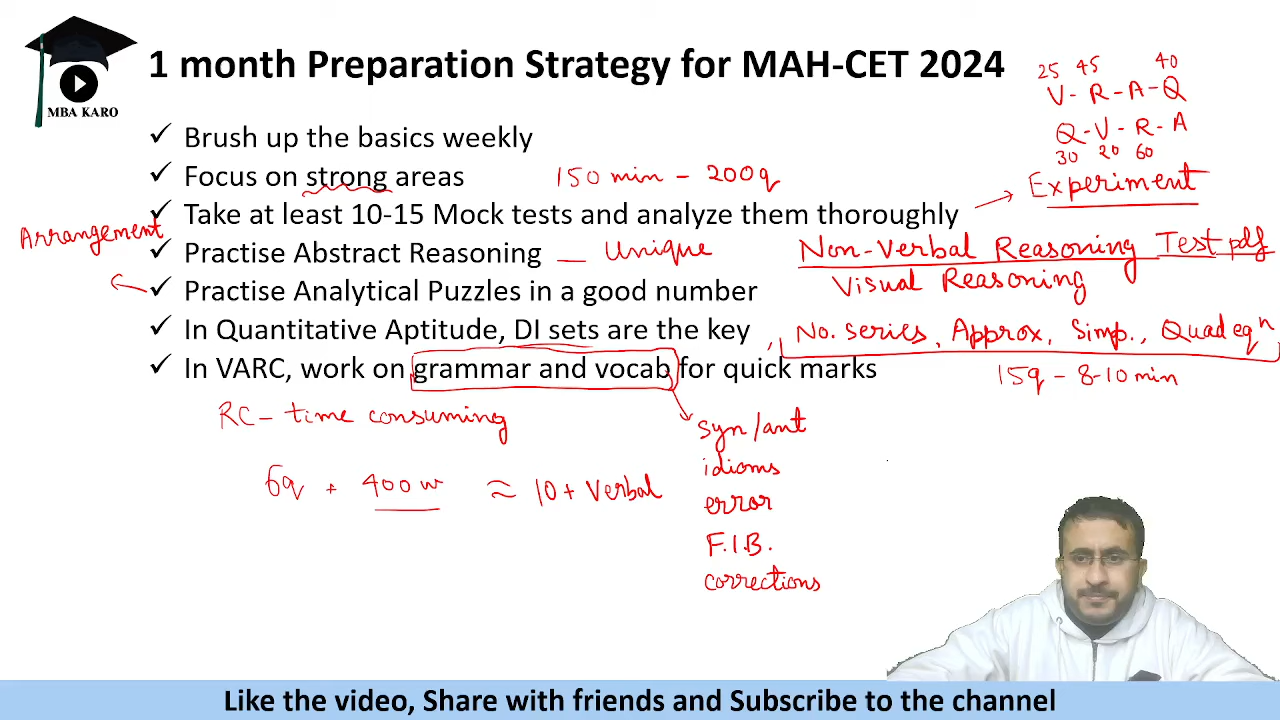 1 month Preparation Strategy for MAH-CET 2024
MBA KARO
25 45 40
V - R - A - Q
Q - V - R - A
30 20 60
✓ Brush up the basics weekly
✓ Focus on strong areas 150 min - 200q
Experiment
✓ Take at least 10-15 Mock tests and analyze them thoroughly
Arrangement
✓ Practise Abstract Reasoning — Unique
Non-Verbal Reasoning Test pdf
Visual Reasoning
✓ Practise Analytical Puzzles in a good number
✓ In Quantitative Aptitude, DI sets are the key , No. series, Approx, Simp., Quad eqn
✓ In VARC, work on grammar and vocab for quick marks
15q - 8-10 min
RC - time consuming
syn/ant
idioms
6q + 400w ≈ 10+ Verbal
error
F.I.B.
corrections
Like the video, Share with friends and Subscribe to the channel